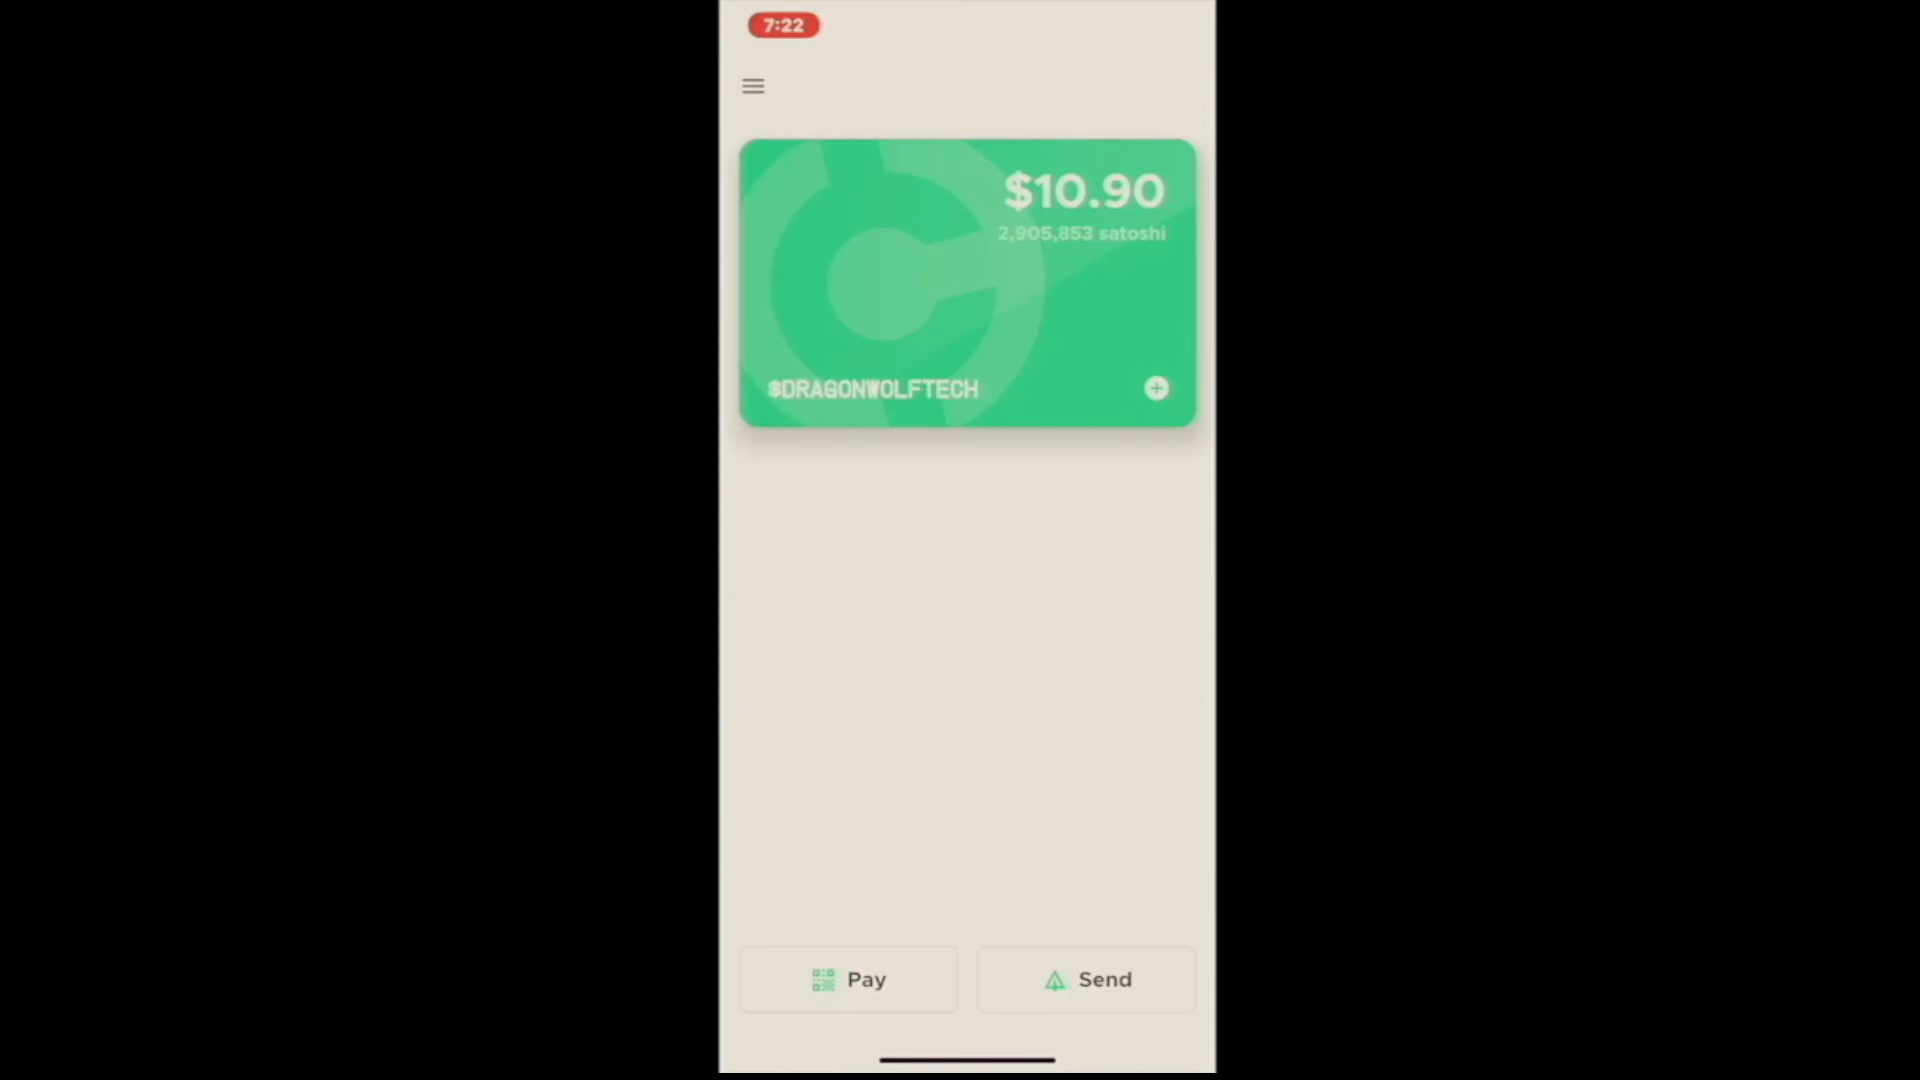 7:22
$10.90
2,905,853 satoshi
$DRAGONWOLFTECH
Pay
Send